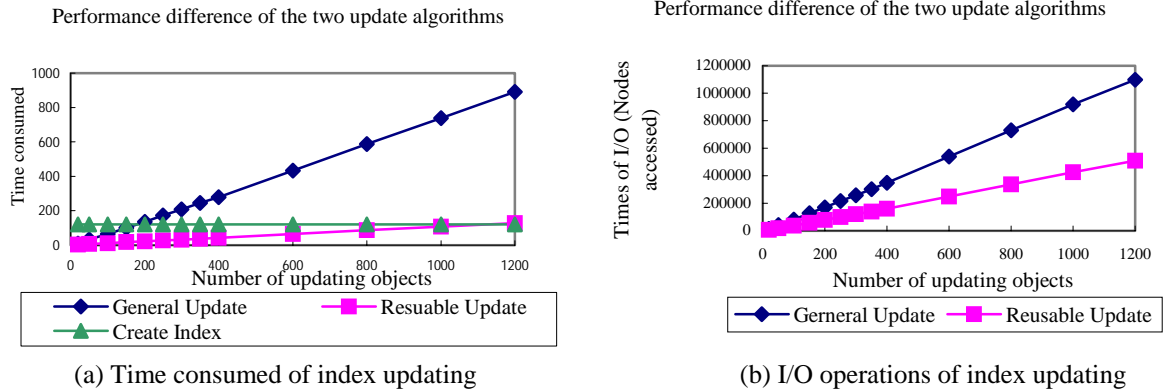 Performance difference of the two update algorithms
1000
800
600
400
200
0
Time consumed
0 200 400 600 800 1000 1200
Number of updating objects
General Update
Resuable Update
Create Index
(a) Time consumed of index updating
Performance difference of the two update algorithms
1200000
1000000
800000
600000
400000
200000
0
Times of I/O (Nodes
accessed)
0 200 400 600 800 1000 1200
Number of updating objects
Gerneral Update
Reusable Update
(b) I/O operations of index updating